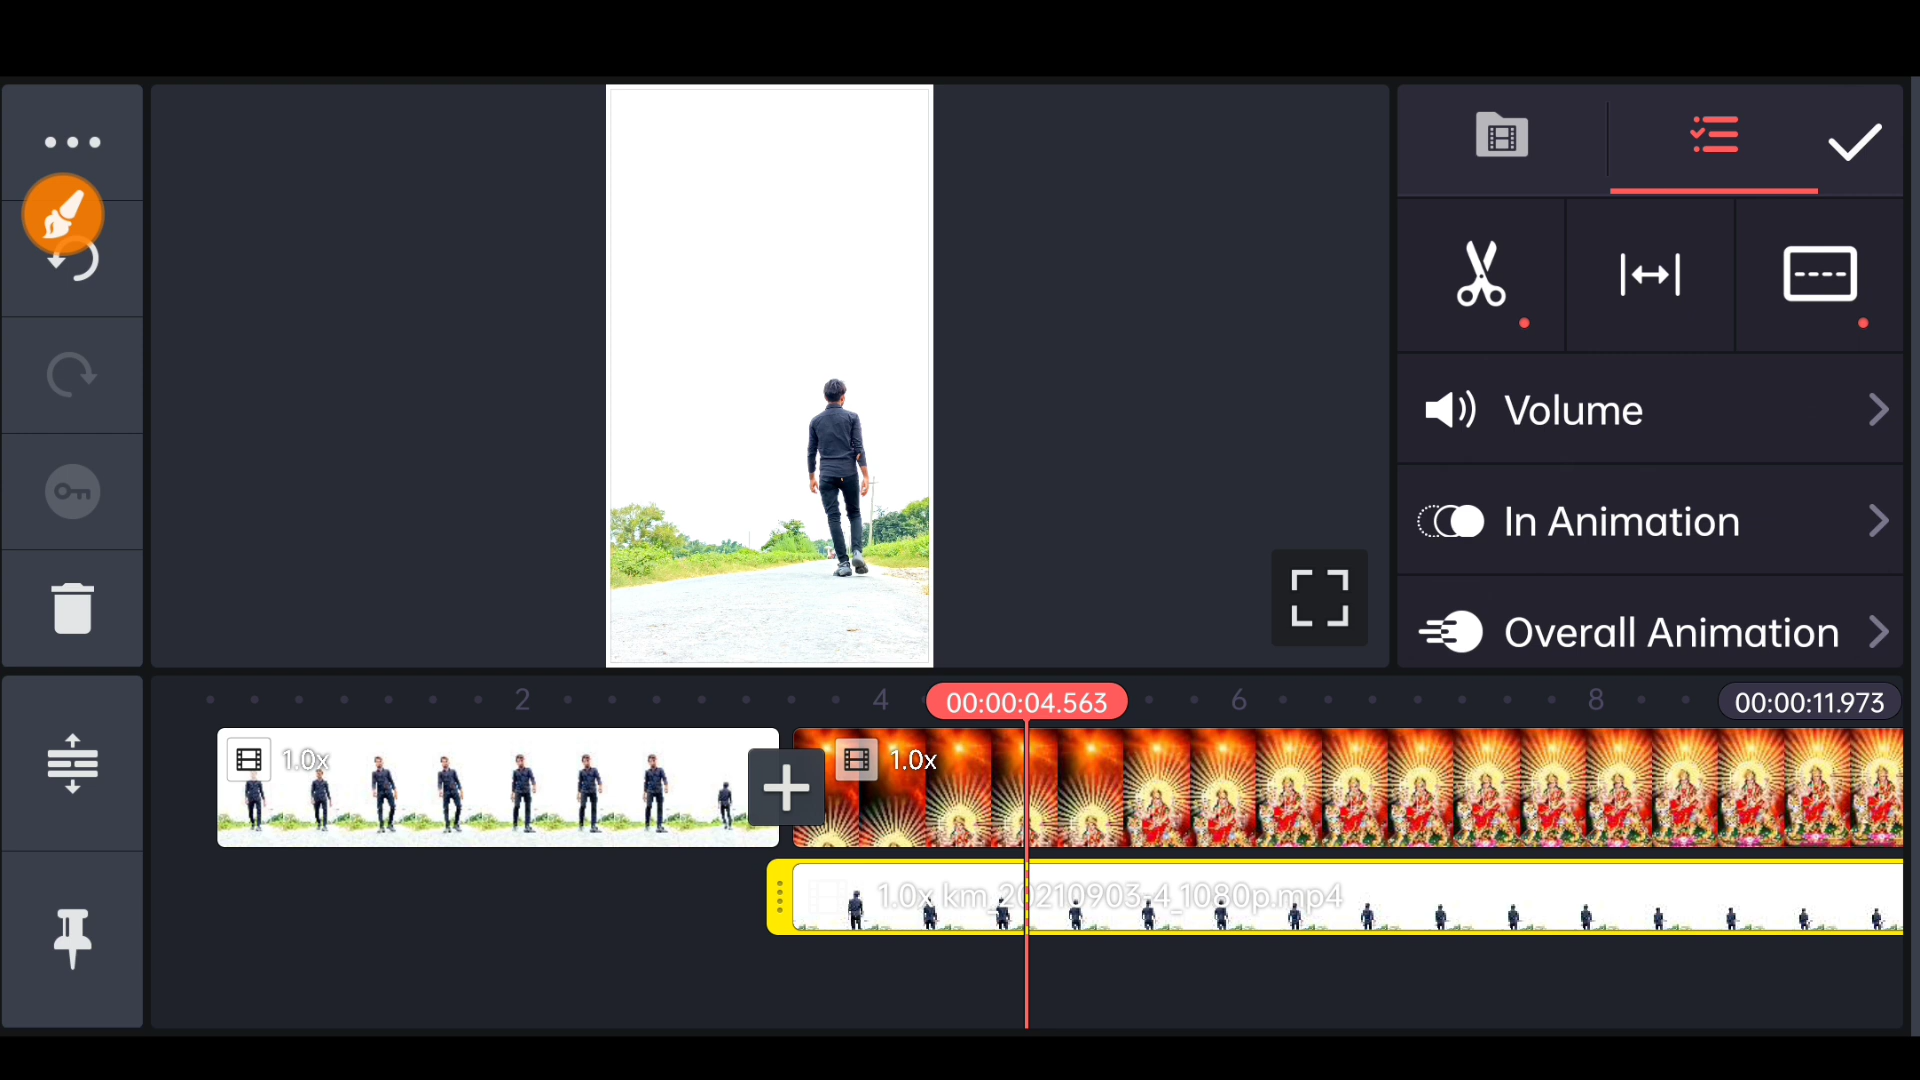 Volume
In Animation
Overall Animation
2
4
00:00:04.563
6
8
00:00:11.973
1.0x
1.0x
1.0x km_20210903-4_1080p.mp4